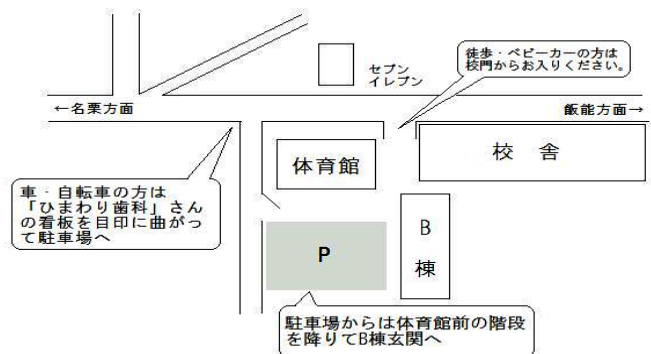 徒歩・ベビーカーの方は
校門からお入りください。
セブン
イレブン
←名栗方面
飯能方面→
体育館
校 舎
車・自転車の方は
「ひまわり歯科」さん
の看板を目印に曲がっ
て駐車場へ
B
棟
P
駐車場からは体育館前の階段
を降りてB棟玄関へ